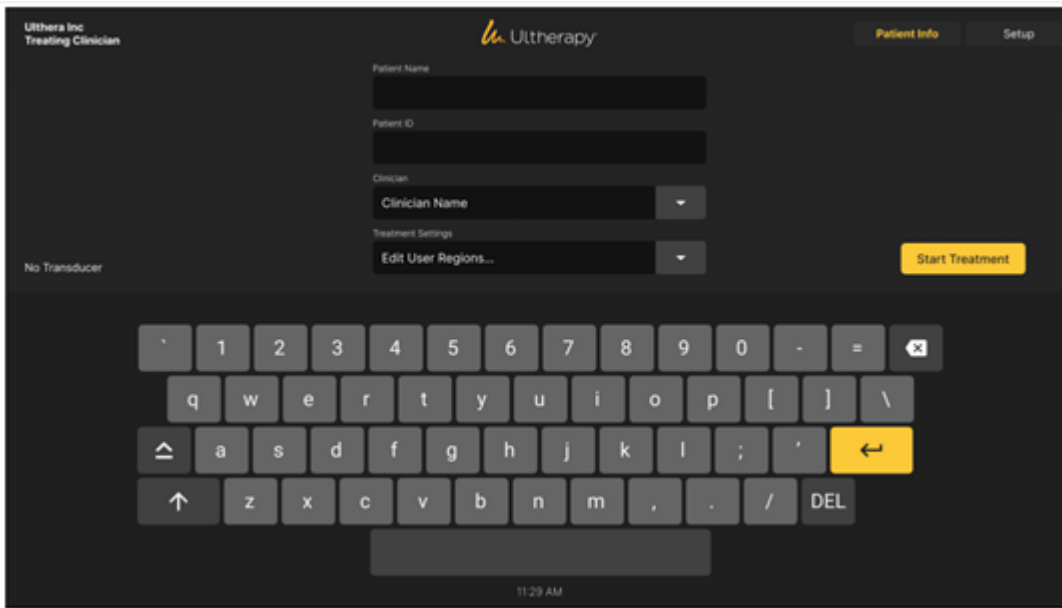 Ulthera Inc
Treating Clinician
Ultherapy
Patient Info
Setup
Patient Name
Patient ID
Clinician
Clinician Name
Treatment Settings
Edit User Regions...
No Transducer
Start Treatment
` 1 2 3 4 5 6 7 8 9 0 - =
q w e r t y u i o p [ ] \
a s d f g h j k l ; '
z x c v b n m , . / DEL
11:29 AM